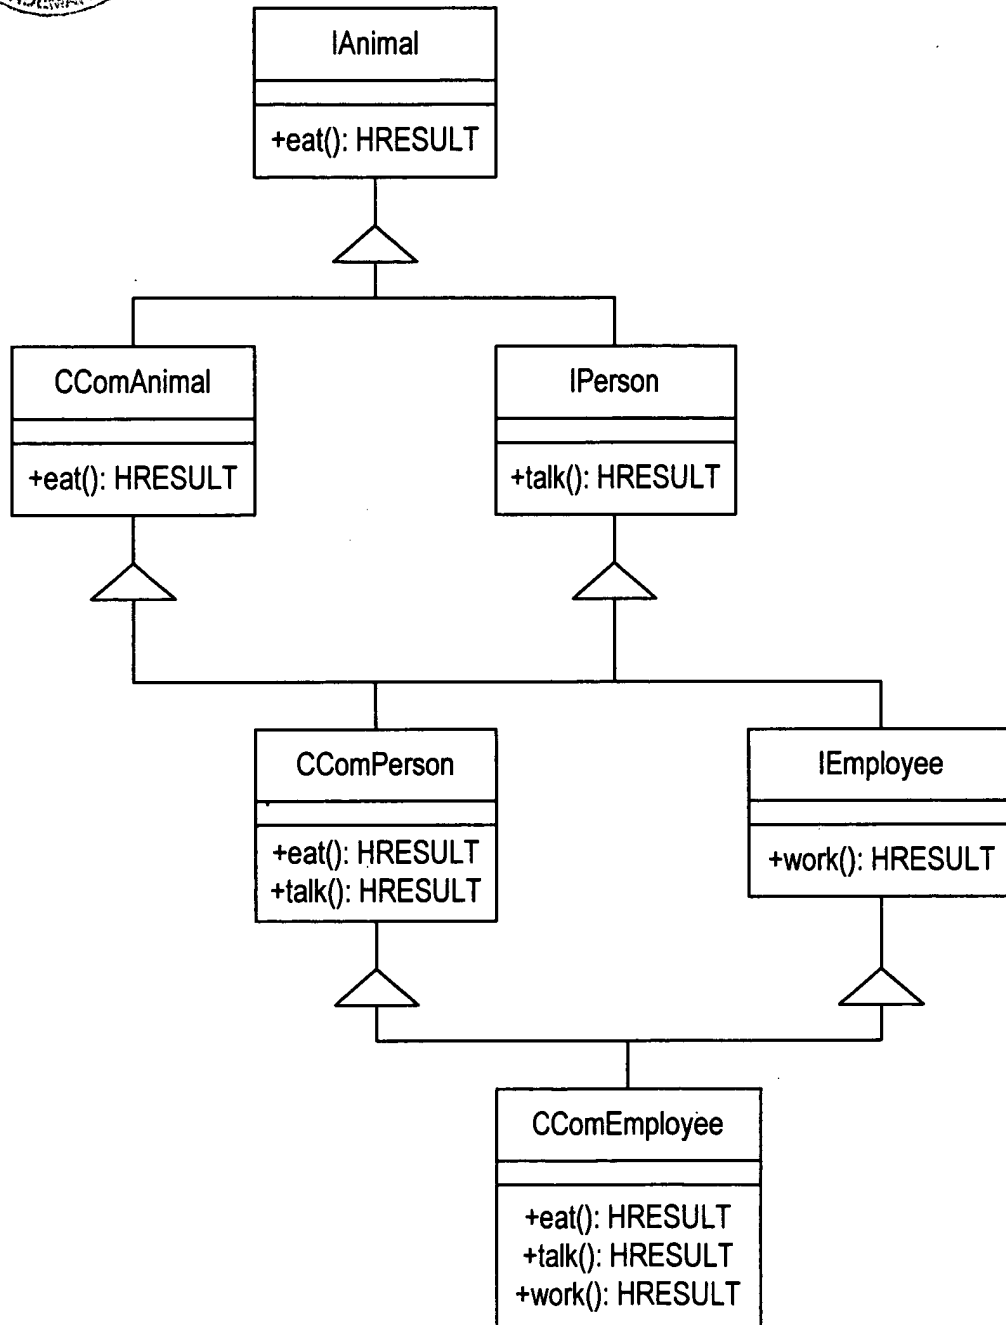 IAnimal
+eat(): HRESULT
CComAnimal
+eat(): HRESULT
IPerson
+talk(): HRESULT
CComPerson
+eat(): HRESULT
+talk(): HRESULT
IEmployee
+work(): HRESULT
CComEmployee
+eat(): HRESULT
+talk(): HRESULT
+work(): HRESULT